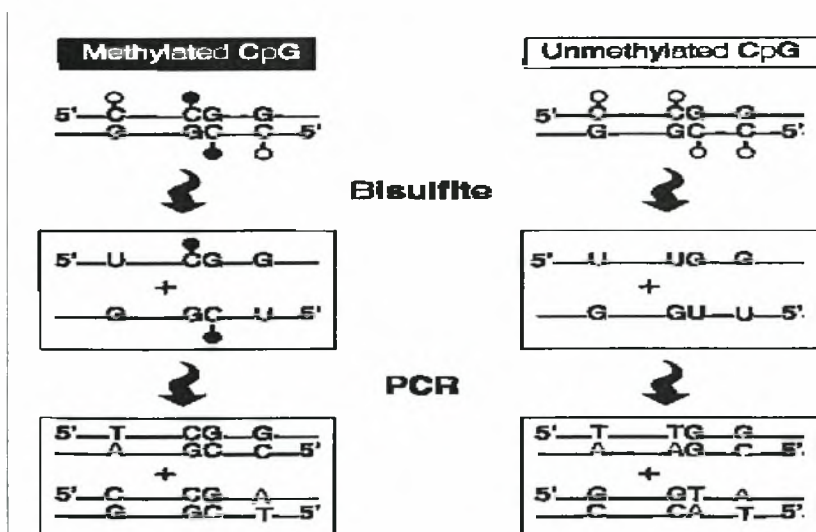 Methylated CpG
Unmethylated CpG
5' C CG G
G GC C 5'
5' C CG G
G GC C 5'
Bisulfite
5' U CG G
+
G GC U 5'
5' U UG G
+
G GU U 5'
PCR
5' T CG G
A GC C 5'
+
5' C CG A
G GC T 5'
5' T TG G
A AG C 5'
+
5' G GT A
C CA T 5'